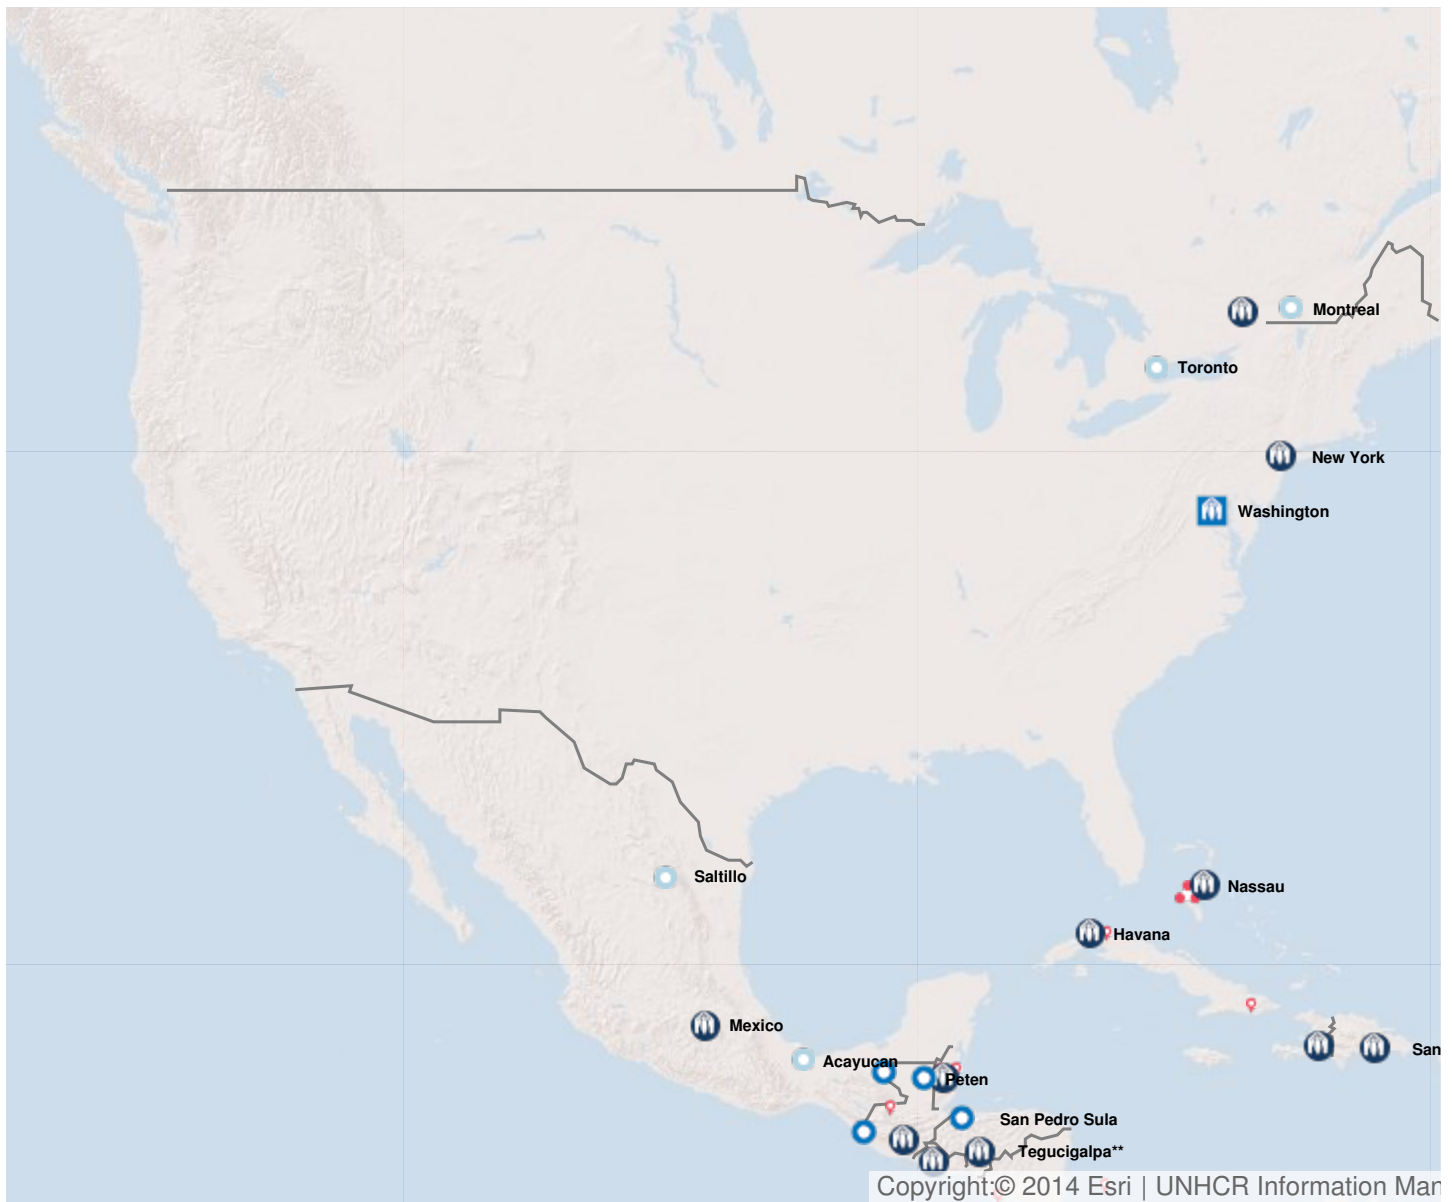 Montreal
Toronto
New York
Washington
Saltillo
Nassau
Havana
Mexico
San
Acayucan
Peten
San Pedro Sula
Tegucigalpa**
Copyright:© 2014 Esri | UNHCR Information Man